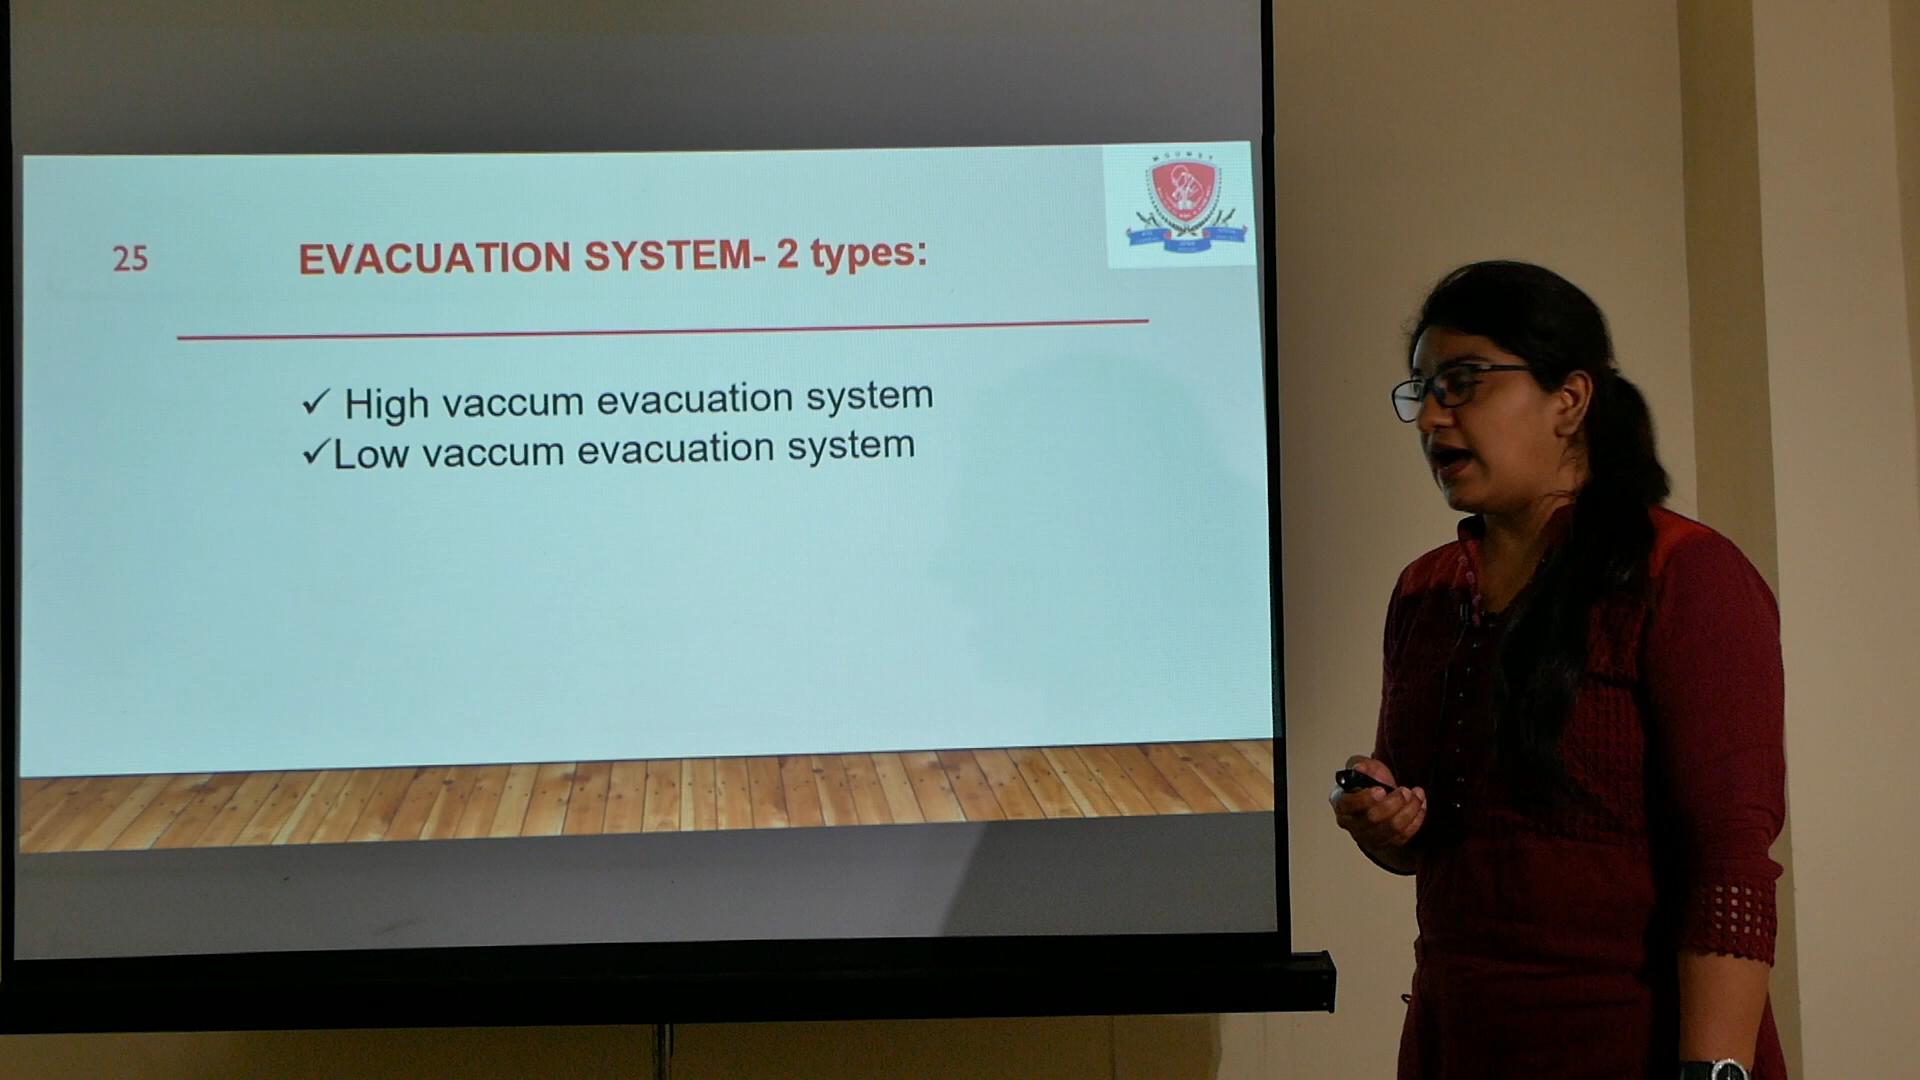 25
EVACUATION SYSTEM- 2 types:
✓ High vaccum evacuation system
✓Low vaccum evacuation system